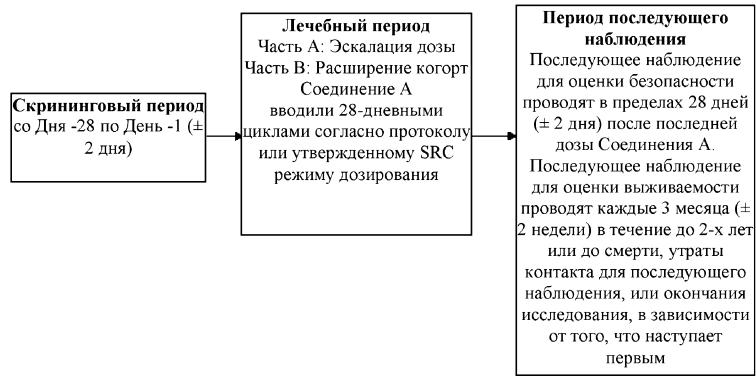 Скрининговый период
со Дня -28 по День -1 (±
2 дня)
Лечебный период
Часть А: Эскалация дозы
Часть В: Расширение когорт
Соединение А
вводили 28-дневными
циклами согласно протоколу
или утвержденному SRC
режиму дозирования
Период последующего
наблюдения
Последующее наблюдение
для оценки безопасности
проводят в пределах 28 дней
(± 2 дня) после последней
дозы Соединения А.
Последующее наблюдение
для оценки выживаемости
проводят каждые 3 месяца (±
2 недели) в течение до 2-х лет
или до смерти, утраты
контакта для последующего
наблюдения, или окончания
исследования, в зависимости
от того, что наступает
первым